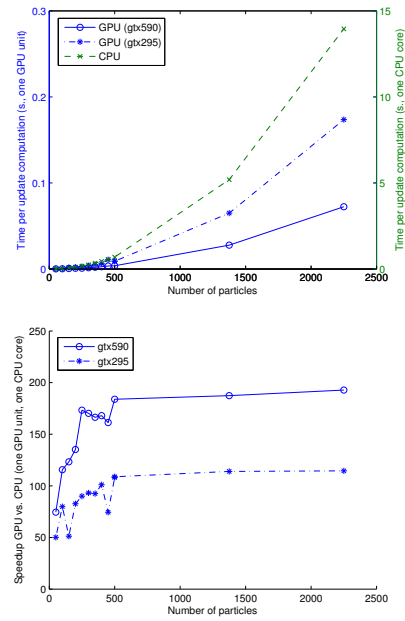 0.3
0.2
0.1
0
15
10
5
0
0
500
1000
1500
2000
2500
Time per update computation (s., one GPU unit)
Time per update computation (s., one CPU core)
Number of particles
GPU (gtx590)
GPU (gtx295)
CPU
250
200
150
100
50
0
0
500
1000
1500
2000
2500
Speedup GPU vs. CPU (one GPU unit, one CPU core)
Number of particles
gtx590
gtx295